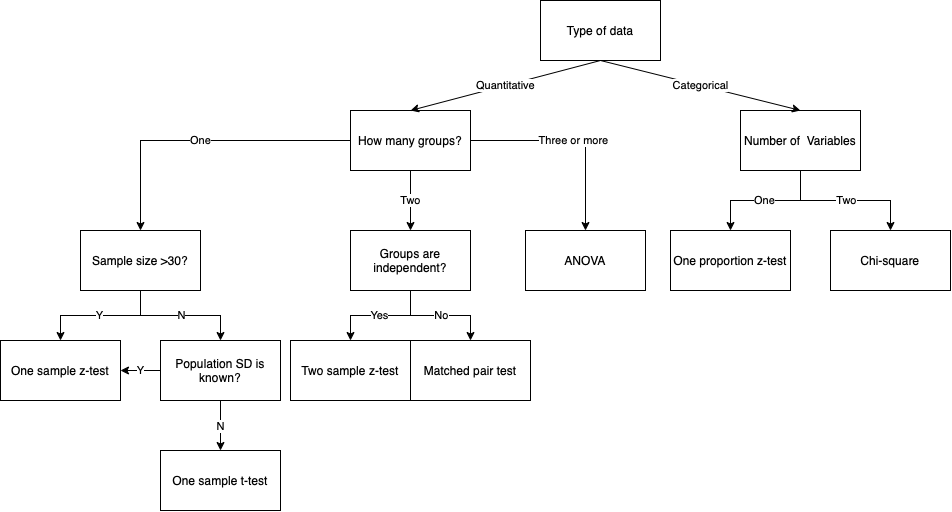 Type of data
Quantitative
Categorical
How many groups?
Number of Variables
One
Three or more
Two
One
Two
Sample size >30?
Groups are
independent?
ANOVA
One proportion z-test
Chi-square
Y
N
Yes
No
One sample z-test
Y
Population SD is
known?
Two sample z-test
Matched pair test
N
One sample t-test